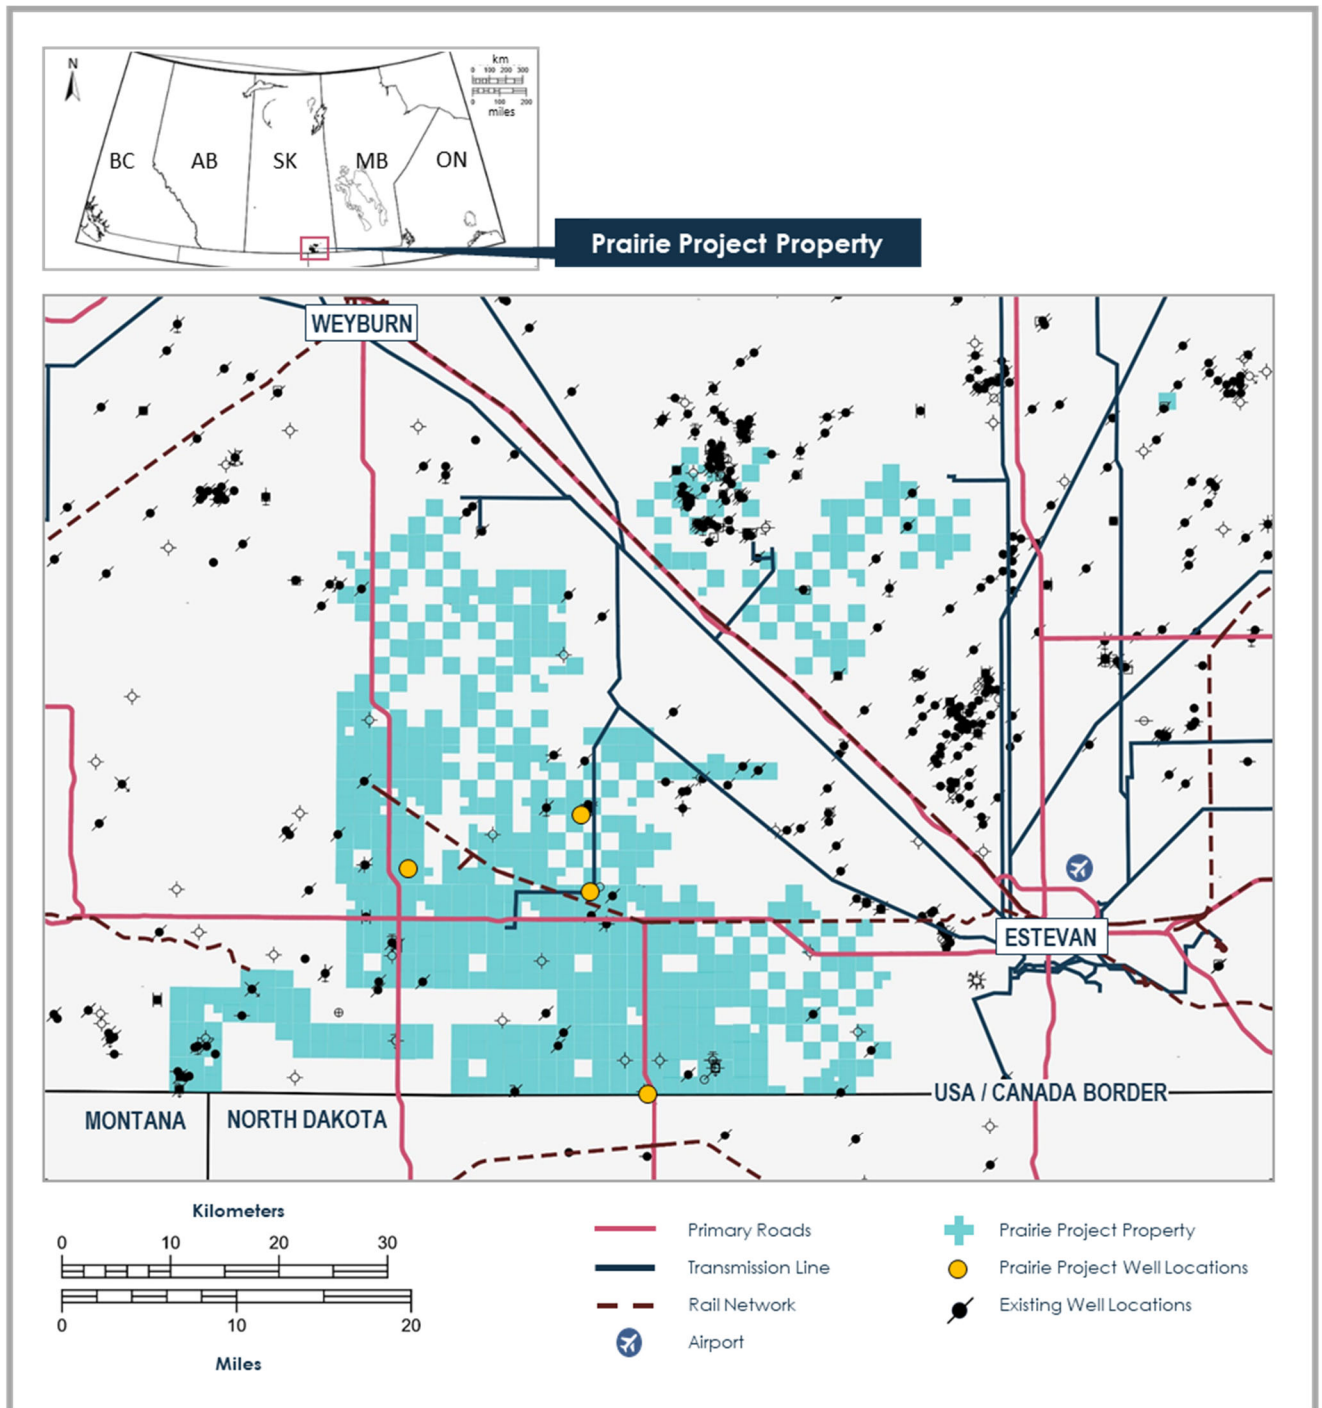 N
km
0 100 200 300
0 100 200
miles
BC AB SK MB ON
Prairie Project Property
WEYBURN
ESTEVAN
USA / CANADA BORDER
MONTANA NORTH DAKOTA
Kilometers
0 10 20 30
0 10 20
Miles
Primary Roads
Transmission Line
Rail Network
Airport
Prairie Project Property
Prairie Project Well Locations
Existing Well Locations